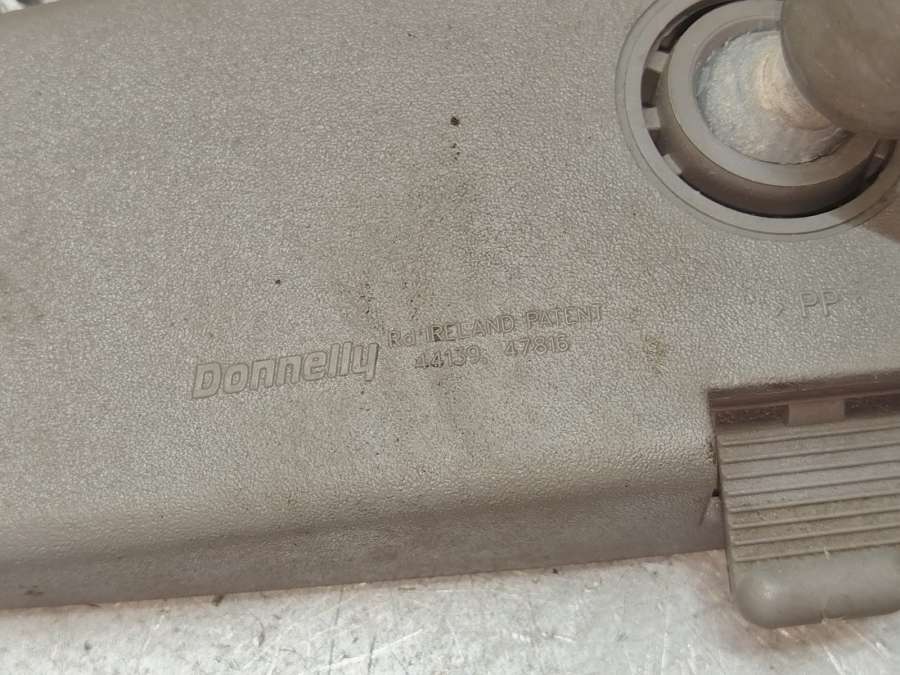 Donnelly
Rd IRELAND PATENT
44139, 47816
PP